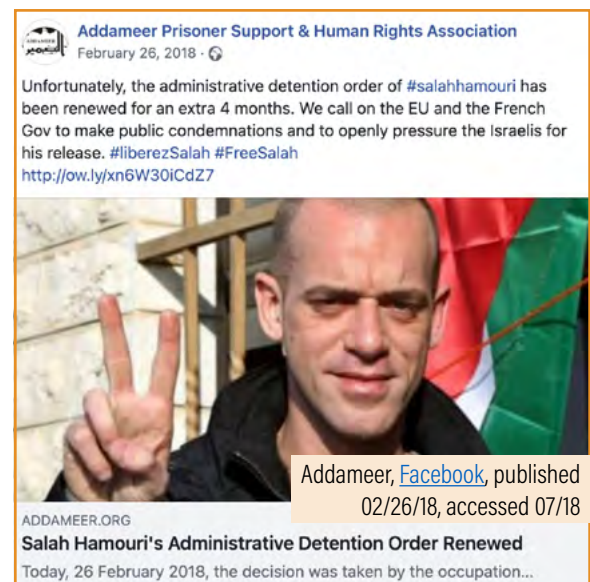 Addameer Prisoner Support & Human Rights Association
February 26, 2018 ·
Unfortunately, the administrative detention order of #salahhamouri has
been renewed for an extra 4 months. We call on the EU and the French
Gov to make public condemnations and to openly pressure the Israelis for
his release. #liberezSalah #FreeSalah
http://ow.ly/xn6W30iCdZ7
Addameer, Facebook, published
02/26/18, accessed 07/18
ADDAMEER.ORG
Salah Hamouri's Administrative Detention Order Renewed
Today, 26 February 2018, the decision was taken by the occupation...